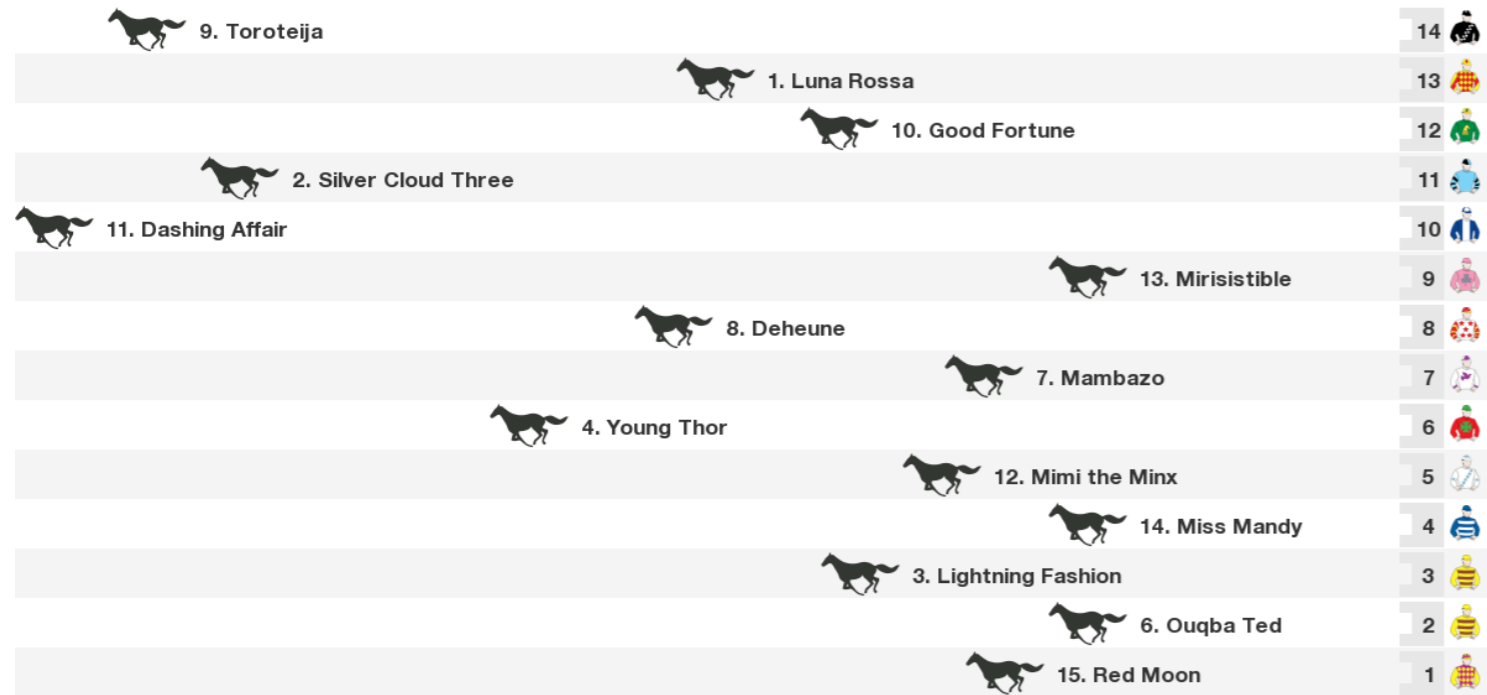 9. Toroteija 14
1. Luna Rossa 13
10. Good Fortune 12
2. Silver Cloud Three 11
11. Dashing Affair 10
13. Mirisistible 9
8. Deheune 8
7. Mambazo 7
4. Young Thor 6
12. Mimi the Minx 5
14. Miss Mandy 4
3. Lightning Fashion 3
6. Ouqba Ted 2
15. Red Moon 1